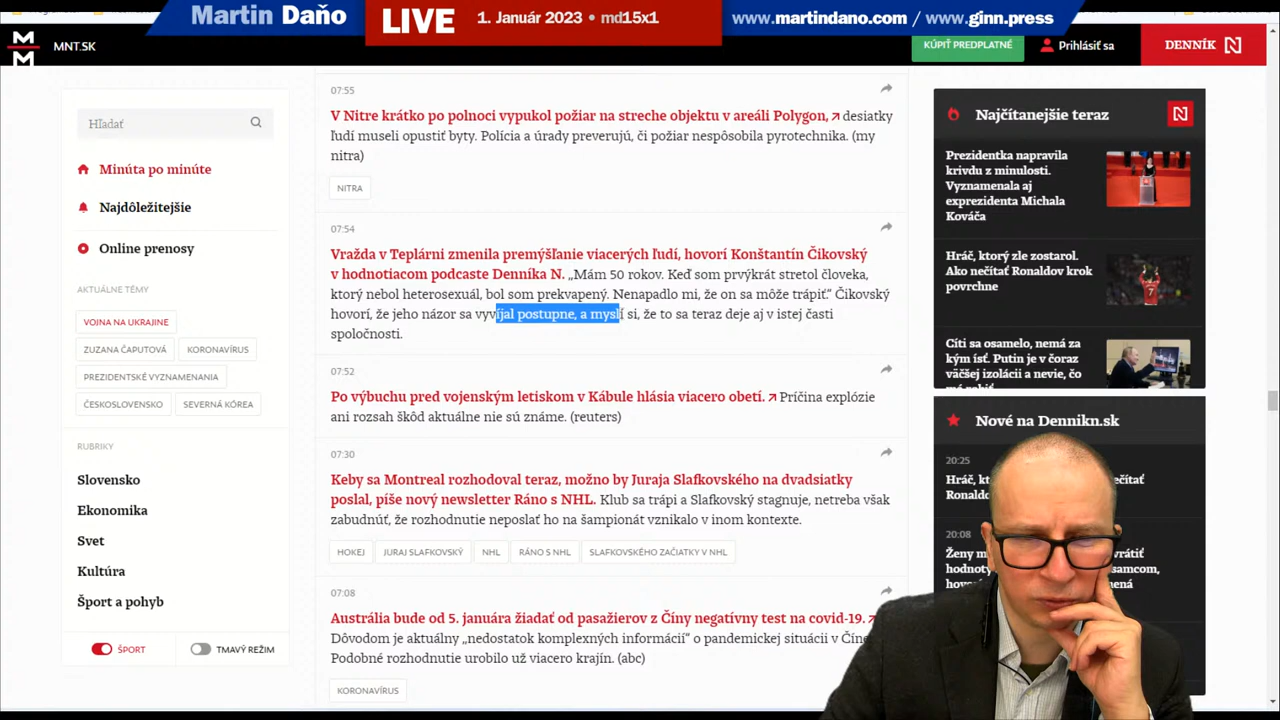 Martin Daňo
LIVE
1. Január 2023 • md15x1
www.martindano.com / www.ginn.press
MNT.SK
KÚPIŤ PREDPLATNÉ
Prihlásiť sa
DENNÍK N
Hľadať
Minúta po minúte
Najdôležitejšie
Online prenosy
AKTUÁLNE TÉMY
VOJNA NA UKRAJINE
ZUZANA ČAPUTOVÁ
KORONAVÍRUS
PREZIDENTSKÉ VYZNAMENANIA
ČESKOSLOVENSKO
SEVERNÁ KÓREA
RUBRIKY
Slovensko
Ekonomika
Svet
Kultúra
Šport a pohyb
ŠPORT
TMAVÝ REŽIM
07:55
V Nitre krátko po polnoci vypukol požiar na streche objektu v areáli Polygon, desiatky
ľudí museli opustiť byty. Polícia a úrady preverujú, či požiar nespôsobila pyrotechnika. (my
nitra)
NITRA
07:54
Vražda v Teplárni zmenila premýšľanie viacerých ľudí, hovorí Konštantín Čikovský
v hodnotiacom podcaste Denníka N. „Mám 50 rokov. Keď som prvýkrát stretol človeka,
ktorý nebol heterosexuál, bol som prekvapený. Nenapadlo mi, že on sa môže trápiť.“ Čikovský
hovorí, že jeho názor sa vyvíjal postupne, a myslí si, že to sa teraz deje aj v istej časti
spoločnosti.
07:52
Po výbuchu pred vojenským letiskom v Kábule hlásia viacero obetí. Príčina explózie
ani rozsah škôd aktuálne nie sú známe. (reuters)
07:30
Keby sa Montreal rozhodoval teraz, možno by Juraja Slafkovského na dvadsiatky
poslal, píše nový newsletter Ráno s NHL. Klub sa trápi a Slafkovský stagnuje, netreba však
zabudnúť, že rozhodnutie neposlať ho na šampionát vznikalo v inom kontexte.
HOKEJ
JURAJ SLAFKOVSKÝ
NHL
RÁNO S NHL
SLAFKOVSKÉHO ZAČIATKY V NHL
07:08
Austrália bude od 5. januára žiadať od pasažierov z Číny negatívny test na covid-19.
Dôvodom je aktuálny „nedostatok komplexných informácií“ o pandemickej situácii v Číne
Podobné rozhodnutie urobilo už viacero krajín. (abc)
KORONAVÍRUS
Najčítanejšie teraz
N
Prezidentka napravila
krivdu z minulosti.
Vyznamenala aj
exprezidenta Michala
Kováča
Hráč, ktorý zle zostarol.
Ako nečítať Ronaldov krok
povrchne
Cíti sa osamelo, nemá za
kým ísť. Putin je v čoraz
väčšej izolácii a nevie, čo
Nové na Dennikn.sk
20:25
Hráč, kto
Ronaldo
ečítať
20:08
Ženy m
hodnoty
vrátiť
samcom,